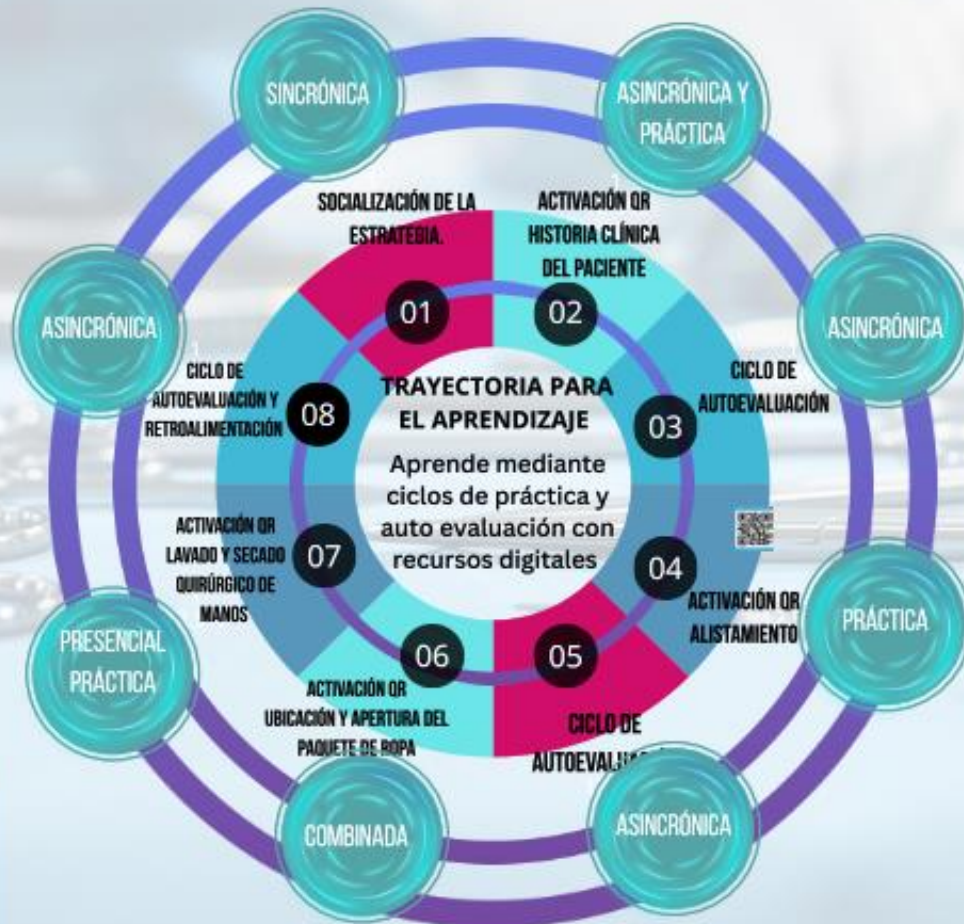 SINCRÓNICA
ASINCRÓNICA Y
PRÁCTICA
SOCIALIZACIÓN DE LA
ESTRATEGIA.
01
ACTIVACIÓN QR
HISTORIA CLÍNICA
DEL PACIENTE
02
ASINCRÓNICA
CICLO DE
AUTOEVALUACIÓN
03
PRÁCTICA
ACTIVACIÓN QR
ALISTAMIENTO
04
ASINCRÓNICA
CICLO DE
05
COMBINADA
ACTIVACIÓN QR
UBICACIÓN Y APERTURA DEL
PAQUETE DE ROPA
06
PRESENCIAL
PRÁCTICA
ACTIVACIÓN QR
LAVADO Y SECADO
QUIRÚRGICO DE
MANOS
07
ASINCRÓNICA
CICLO DE
AUTOEVALUACIÓN Y
RETROALIMENTACIÓN
08
TRAYECTORIA PARA
EL APRENDIZAJE
Aprende mediante
ciclos de práctica y
auto evaluación con
recursos digitales